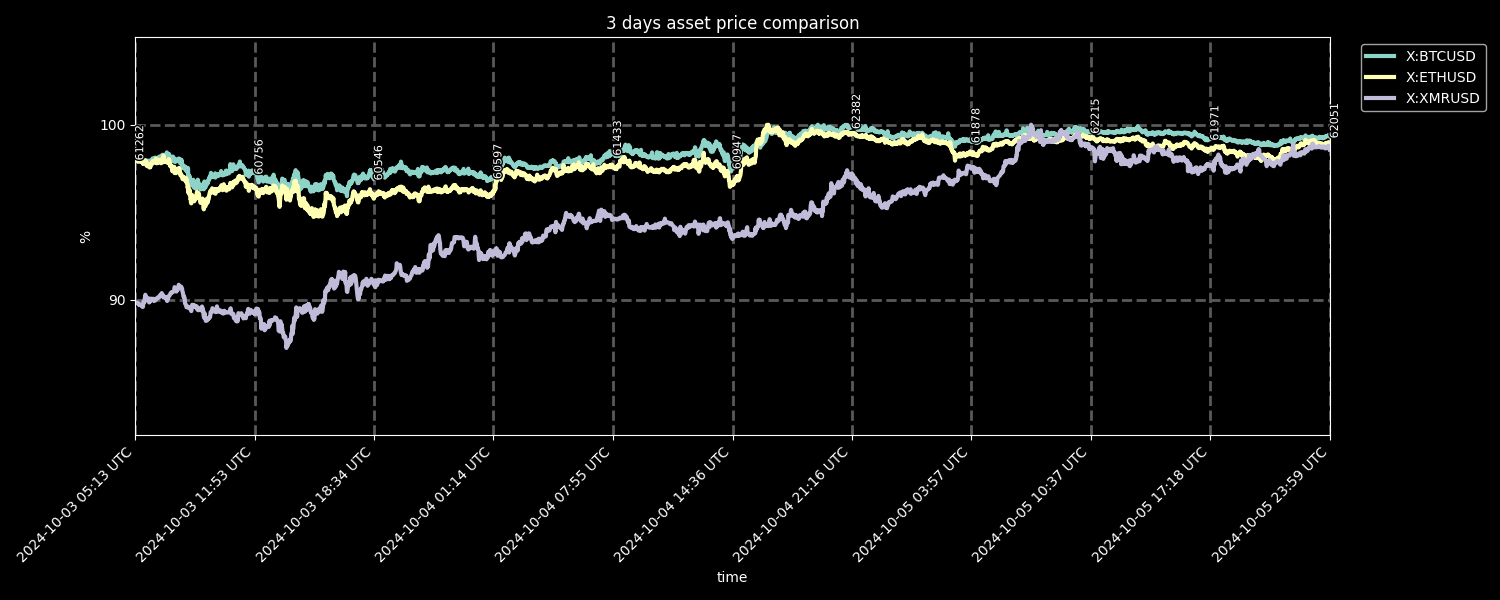 3 days asset price comparison
X:BTCUSD
X:ETHUSD
X:XMRUSD
100
90
%
61262
60756
60546
60597
61433
60947
62382
61878
62215
61971
62051
2024-10-03 05:13 UTC
2024-10-03 11:53 UTC
2024-10-03 18:34 UTC
2024-10-04 01:14 UTC
2024-10-04 07:55 UTC
2024-10-04 14:36 UTC
2024-10-04 21:16 UTC
2024-10-05 03:57 UTC
2024-10-05 10:37 UTC
2024-10-05 17:18 UTC
2024-10-05 23:59 UTC
time